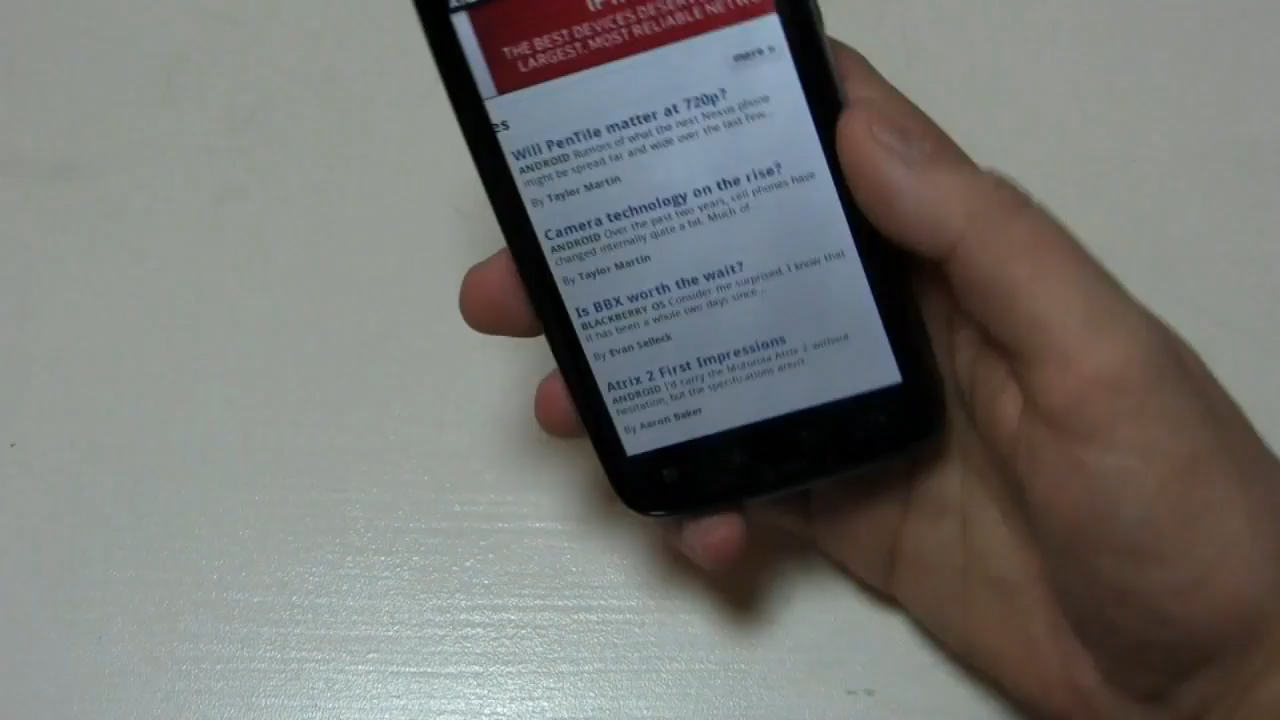 THE BEST DEVICES DESERVE
LARGEST, MOST RELIABLE NETWO
more »
es
Will PenTile matter at 720p?
ANDROID Rumors of what the next Nexus phone
might be spread far and wide over the last few...
By Taylor Martin
Camera technology on the rise?
ANDROID Over the past two years, cell phones have
changed internally quite a bit. Much of
By Taylor Martin
Is BBX worth the wait?
BLACKBERRY OS Consider me surprised. I know that
it has been a whole two days since...
By Evan Selleck
Atrix 2 First Impressions
ANDROID I'd carry the Motorola Atrix 2 without
hesitation, but the specifications aren't
By Aaron Baker